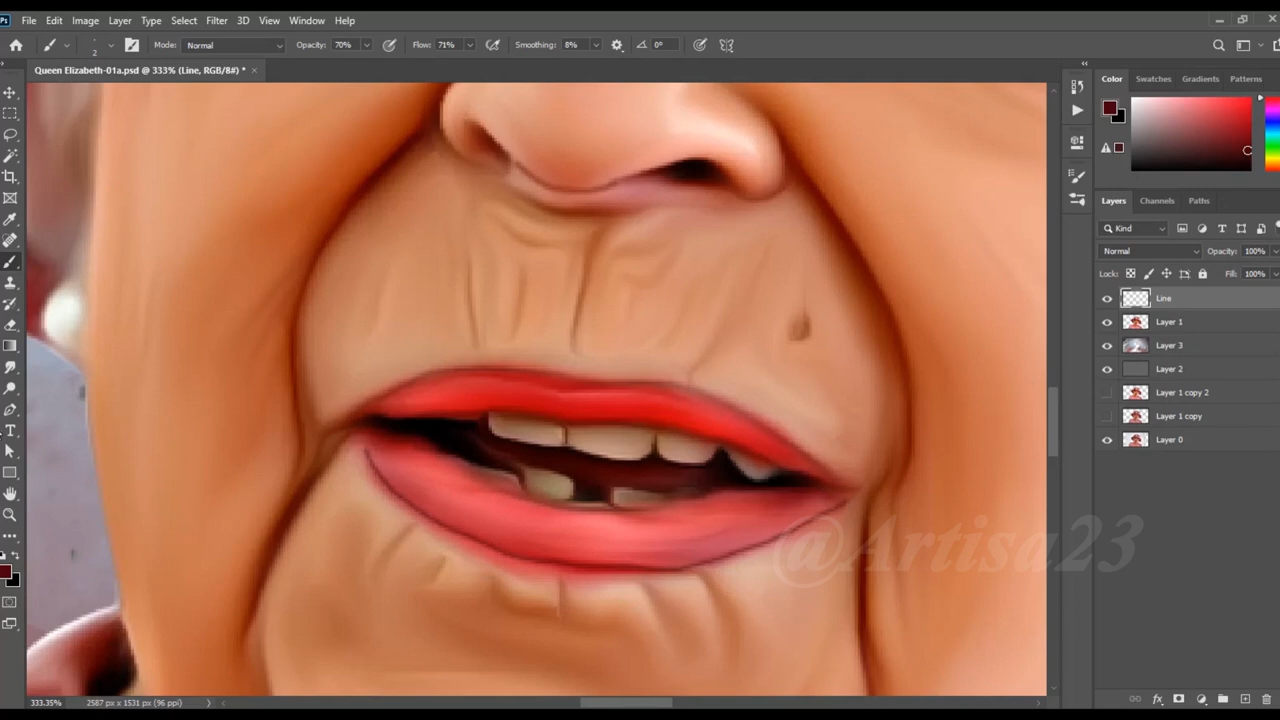 Ps File Edit Image Layer Type Select Filter 3D View Window Help
2 Mode: Normal Opacity: 70% Flow: 71% Smoothing: 8% 0°
Queen Elizabeth-01a.psd @ 333% (Line, RGB/8#) * ×
Color Swatches Gradients Patterns
Layers Channels Paths
Kind
Normal Opacity: 100%
Lock: Fill: 100%
Line
Layer 1
Layer 3
Layer 2
Layer 1 copy 2
Layer 1 copy
Layer 0
@Artisa23
333.35% 2587 px x 1531 px (96 ppi)
fx